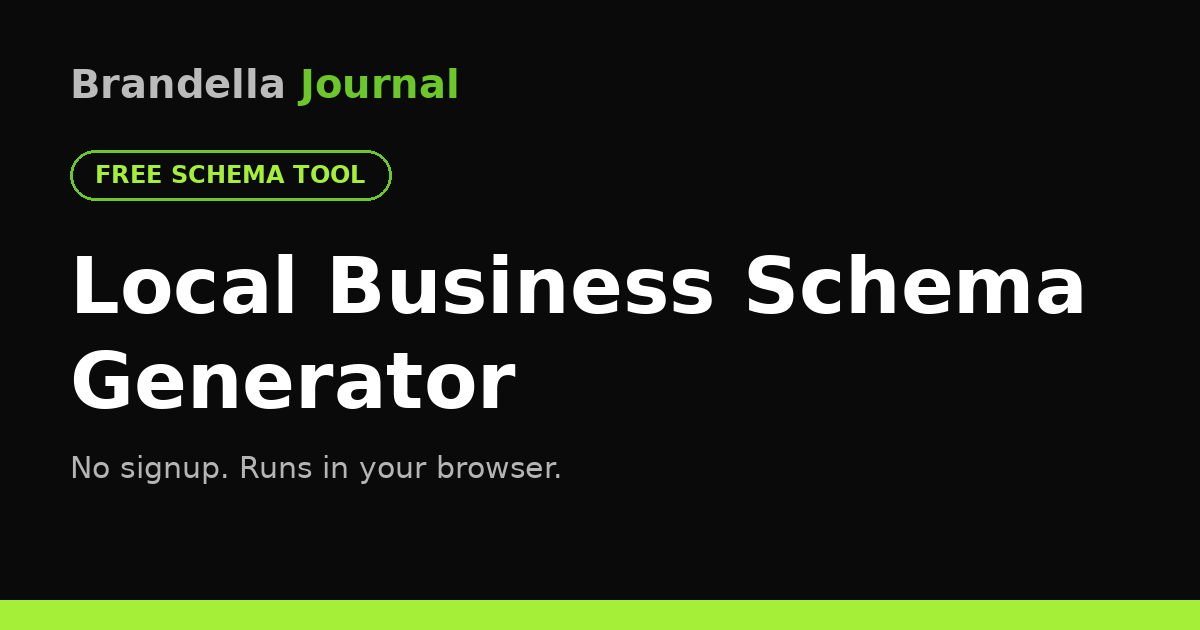 Brandella Journal
FREE SCHEMA TOOL
Local Business Schema
Generator
No signup. Runs in your browser.